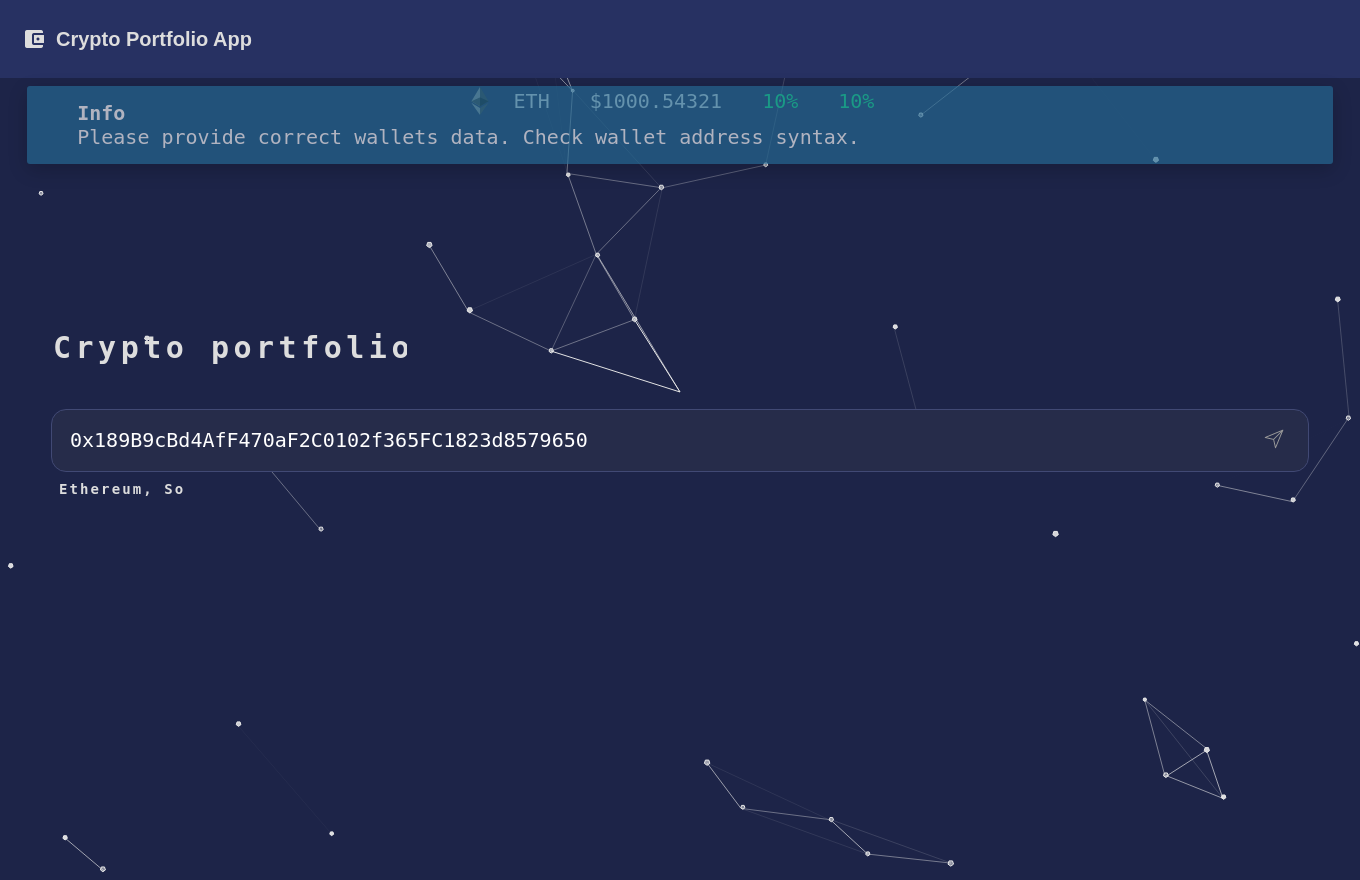 Crypto Portfolio App
ETH $1000.54321 10% 10%
Info
Please provide correct wallets data. Check wallet address syntax.
Crypto portfolio
0x189B9cBd4AfF470aF2C0102f365FC1823d8579650
Ethereum, So